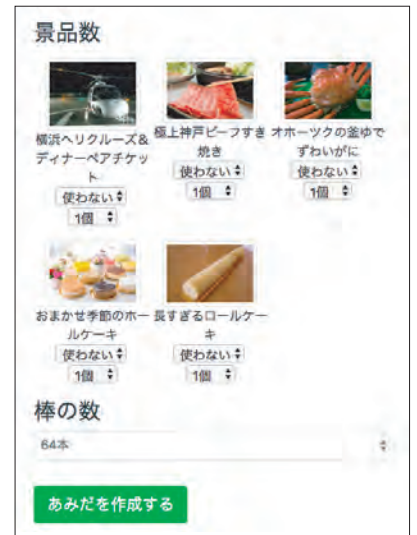 景品数
横浜ヘリクルーズ&
ディナーペアチケッ
ト
使わない
1個
極上神戸ビーフすき
焼き
使わない
1個
オホーツクの釜ゆで
ずわいがに
使わない
1個
おまかせ季節のホー
ルケーキ
使わない
1個
長すぎるロールケー
キ
使わない
1個
棒の数
64本
あみだを作成する